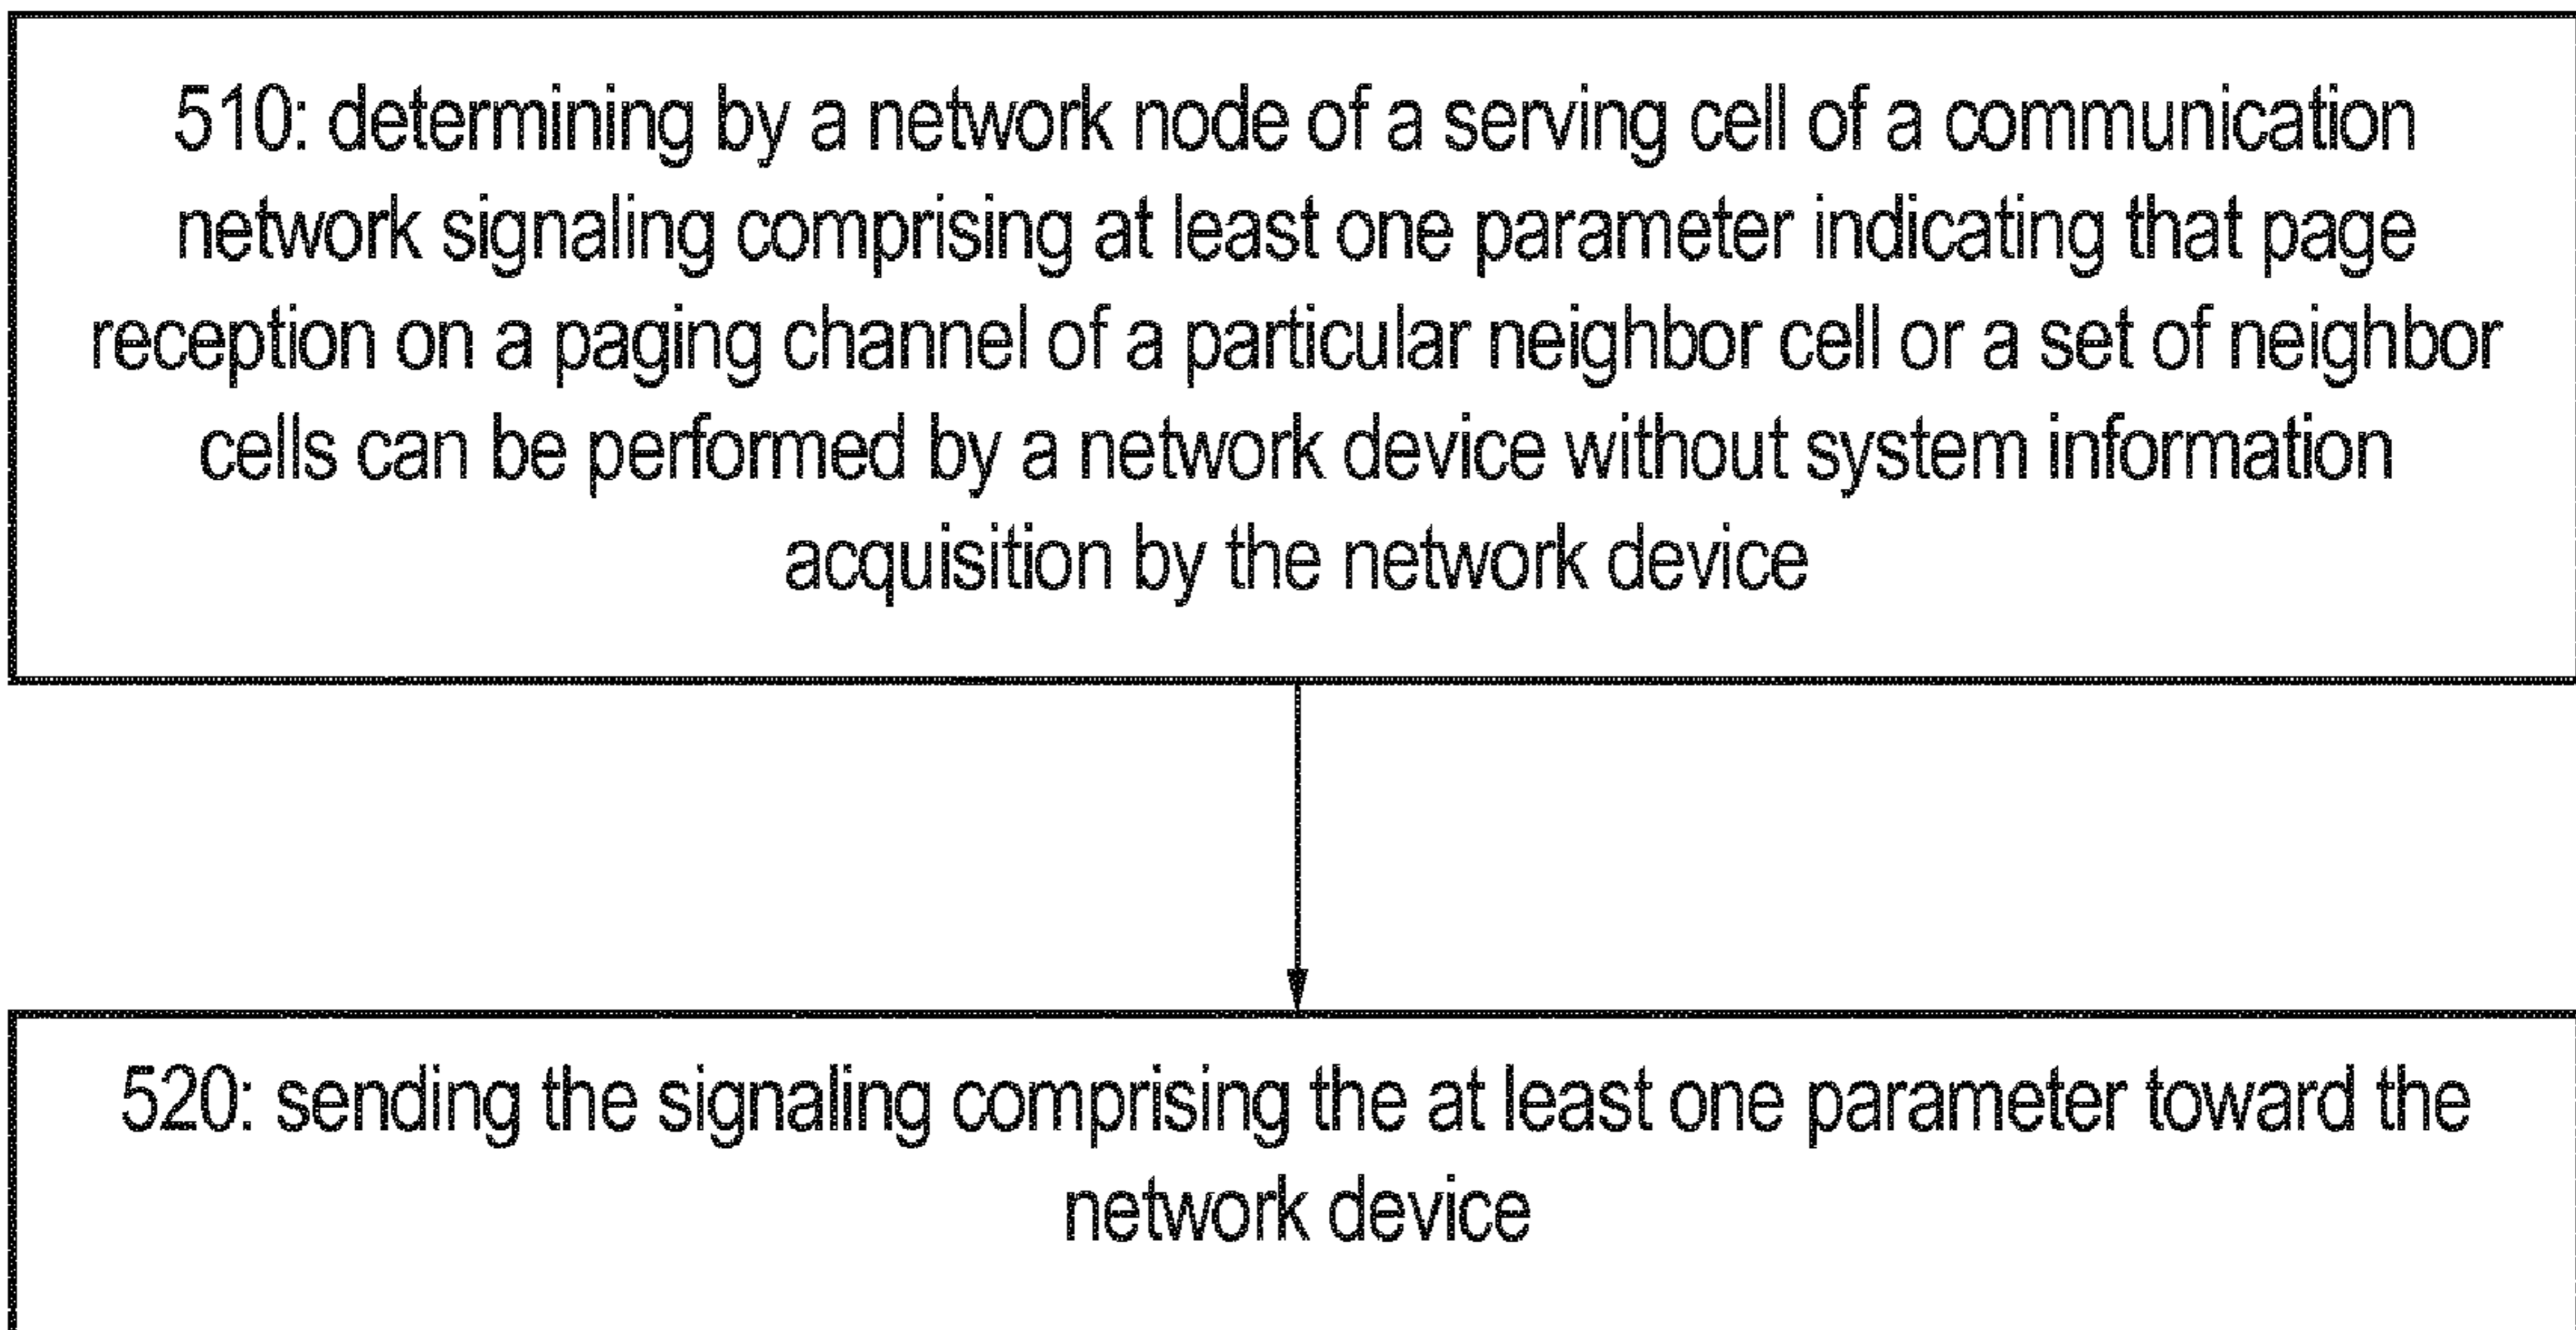 510: determining by a network node of a serving cell of a communication
network signaling comprising at least one parameter indicating that page
reception on a paging channel of a particular neighbor cell or a set of neighbor
cells can be performed by a network device without system information
acquisition by the network device
520: sending the signaling comprising the at least one parameter toward the
network device